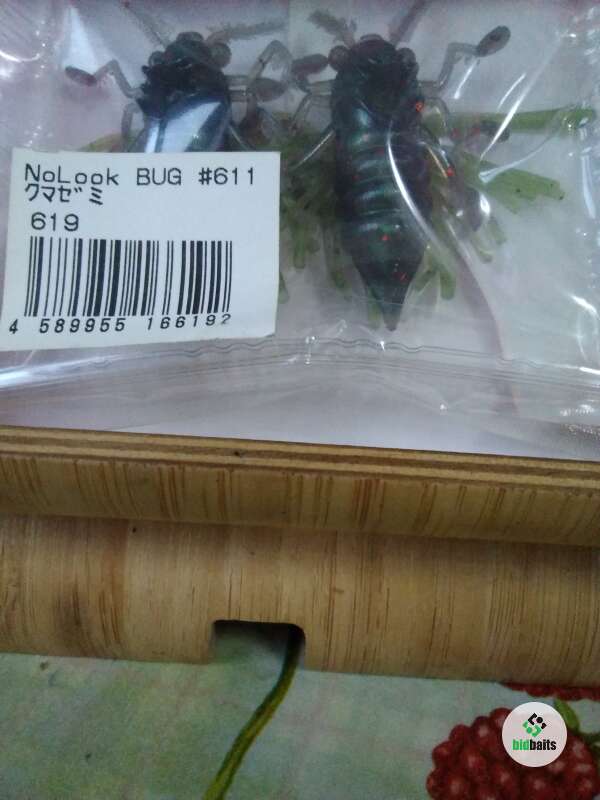 NoLook BUG #611
クマゼミ
619
4 589955 166192
bidbaits